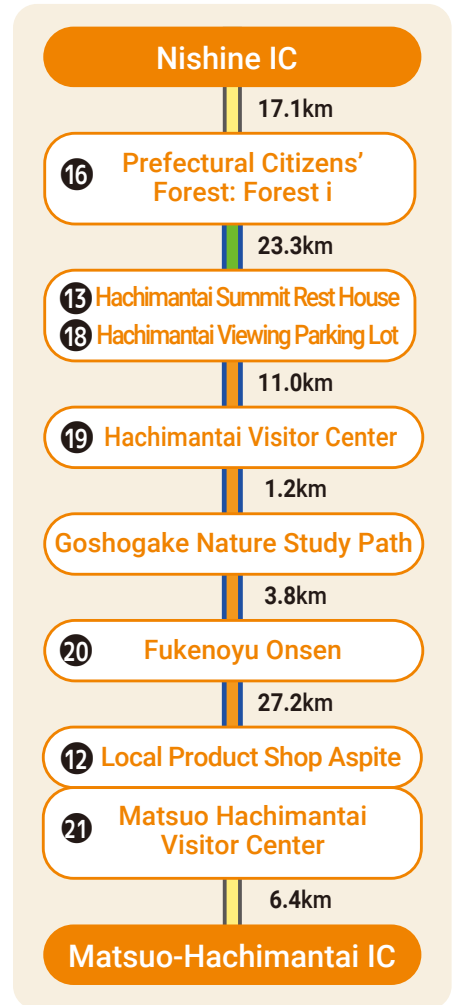 Nishine IC
17.1km
16 Prefectural Citizens’
Forest: Forest i
23.3km
13 Hachimantai Summit Rest House
18 Hachimantai Viewing Parking Lot
11.0km
19 Hachimantai Visitor Center
1.2km
Goshogake Nature Study Path
3.8km
20 Fukenoyu Onsen
27.2km
12 Local Product Shop Aspite
21 Matsuo Hachimantai
Visitor Center
6.4km
Matsuo-Hachimantai IC